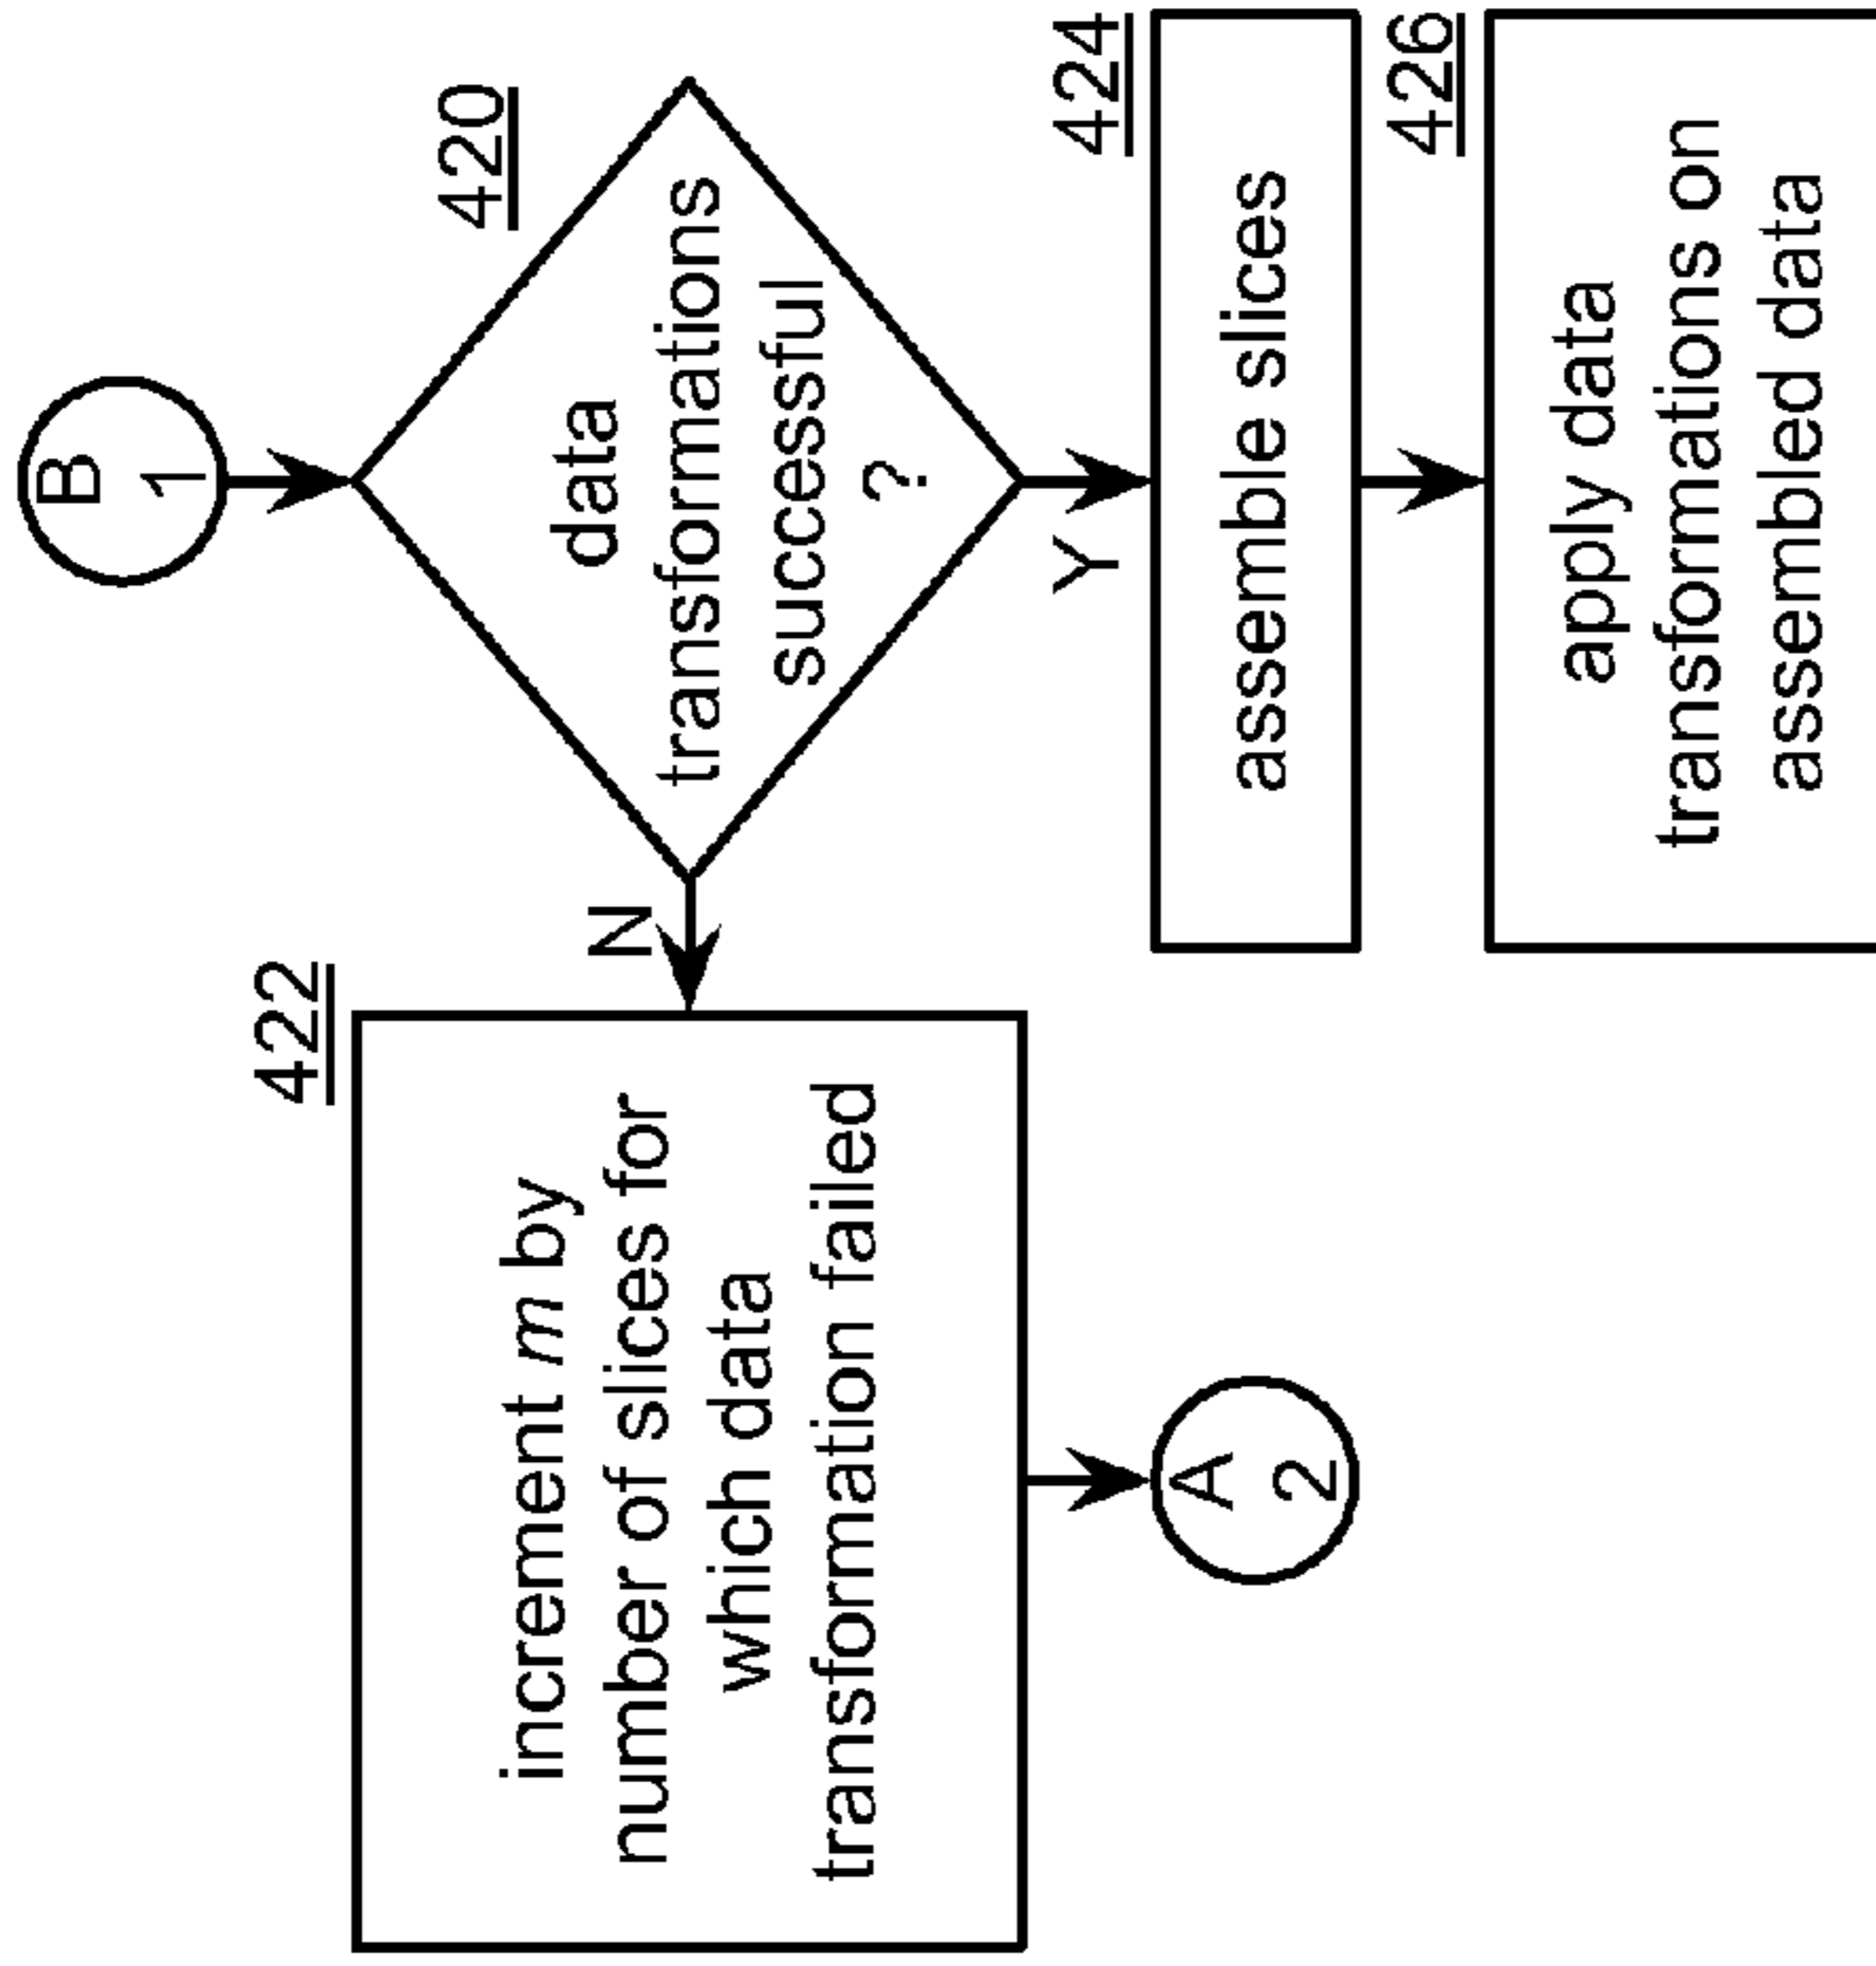 B
1
420
data
transformations
successful
?
N
Y
422
increment m by
number of slices for
which data
transformation failed
A
2
424
assemble slices
426
apply data
transformations on
assembled data